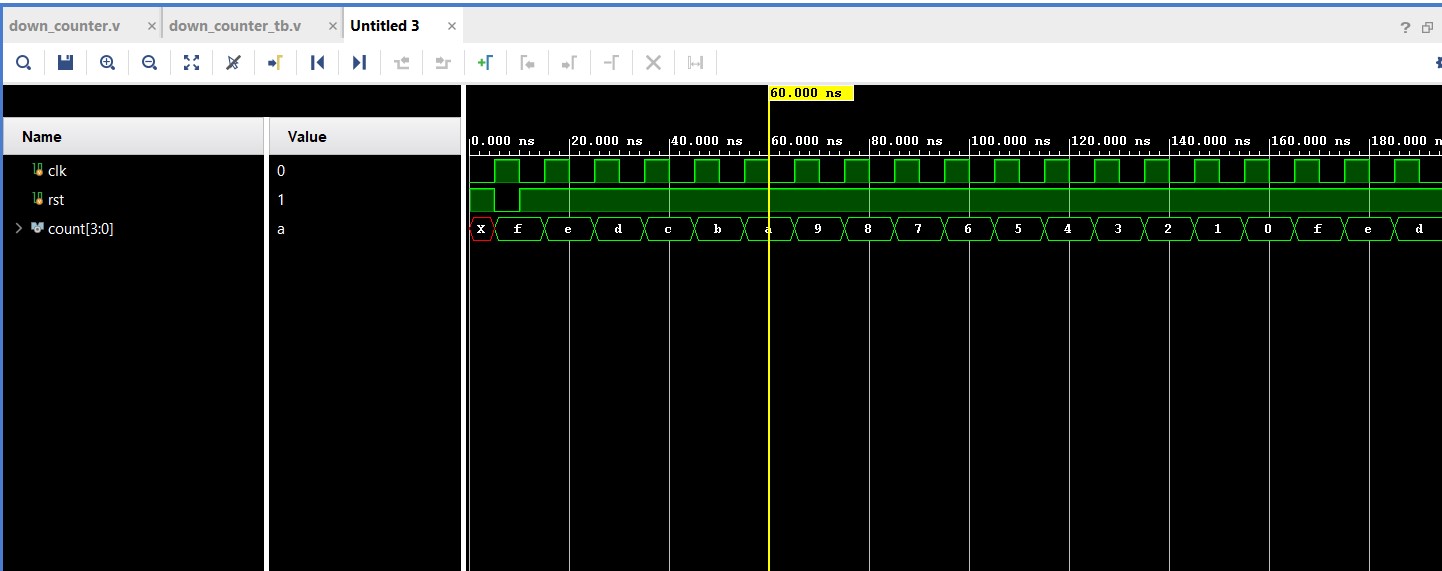 down_counter.v × down_counter_tb.v × Untitled 3 × ?
60.000 ns
Name Value 0.000 ns 20.000 ns 40.000 ns 60.000 ns 80.000 ns 100.000 ns 120.000 ns 140.000 ns 160.000 ns 180.000 n
clk 0
rst 1
count[3:0] a X f e d c b a 9 8 7 6 5 4 3 2 1 0 f e d